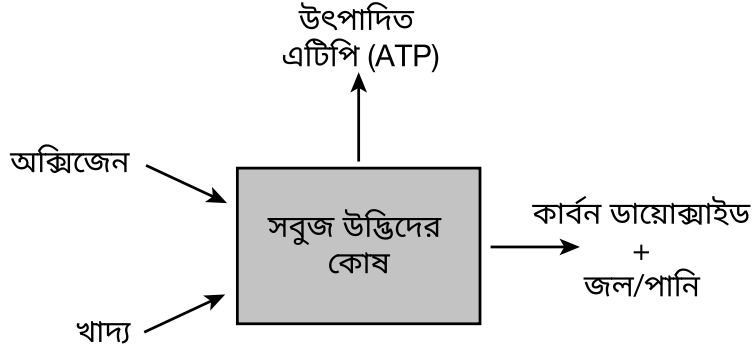 উৎপাদিত
এটিপি (ATP)
অক্সিজেন
সবুজ উদ্ভিদের
কোষ
কার্বন ডায়োক্সাইড
+
জল/পানি
খাদ্য